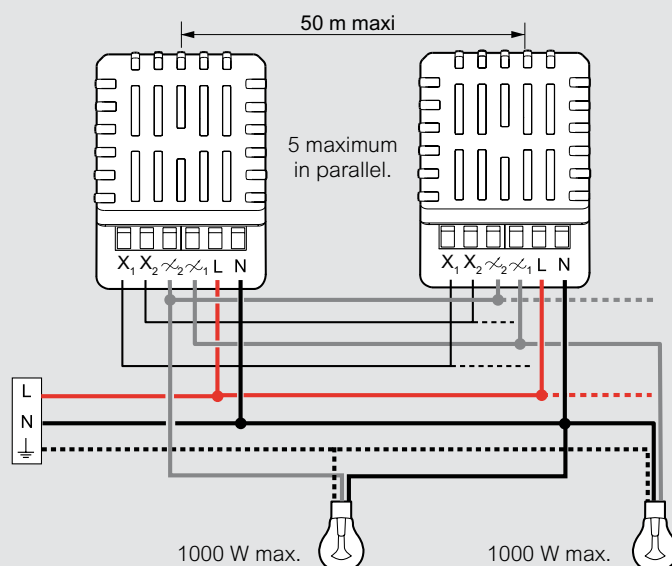 50 m maxi
5 maximum
in parallel.
X₁ X₂ ⍀₂ ⍀₁ L N
X₁ X₂ ⍀₂ ⍀₁ L N
L
N
⏚
1000 W max.
1000 W max.